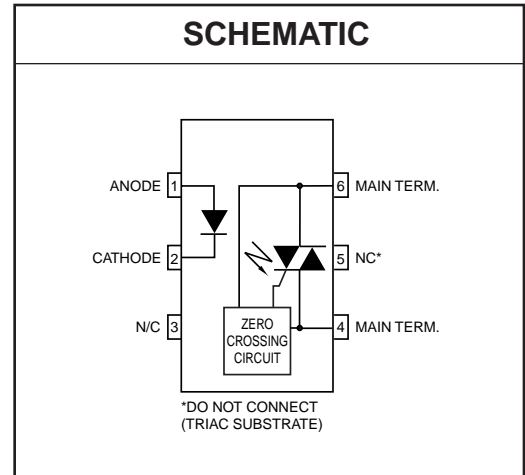 SCHEMATIC
ANODE 1
6 MAIN TERM.
CATHODE 2
5 NC*
N/C 3
ZERO
CROSSING
CIRCUIT
4 MAIN TERM.
*DO NOT CONNECT
(TRIAC SUBSTRATE)